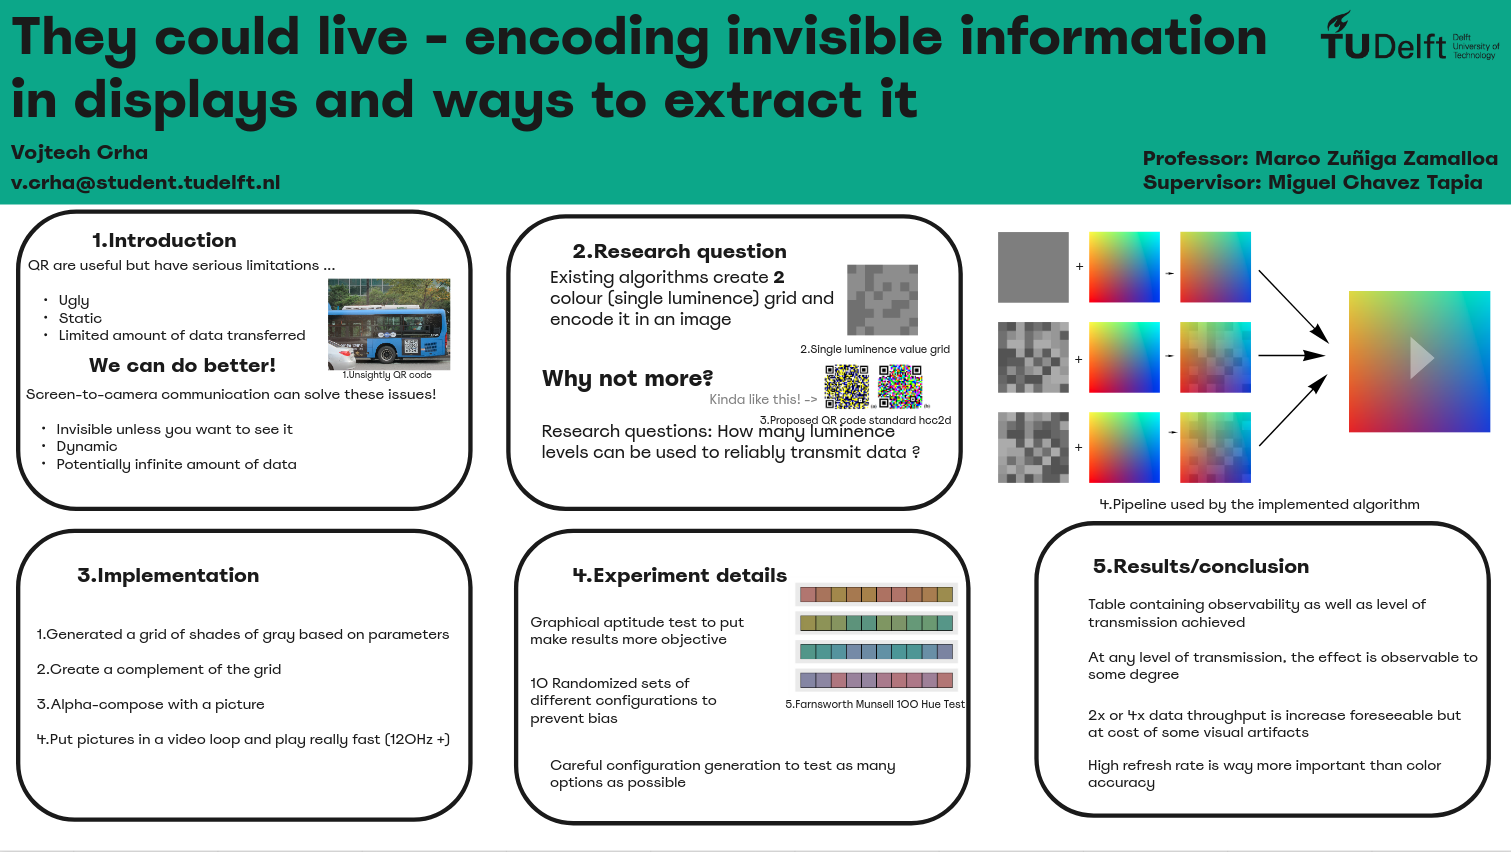 They could live - encoding invisible information
in displays and ways to extract it
TUDelft
Delft
University of
Technology
Vojtech Crha
v.crha@student.tudelft.nl
Professor: Marco Zuñiga Zamalloa
Supervisor: Miguel Chavez Tapia
1.Introduction
QR are useful but have serious limitations ...
• Ugly
• Static
• Limited amount of data transferred
1.Unsightly QR code
We can do better!
Screen-to-camera communication can solve these issues!
• Invisible unless you want to see it
• Dynamic
• Potentially infinite amount of data
2.Research question
Existing algorithms create 2
colour (single luminence) grid and
encode it in an image
2.Single luminence value grid
Why not more?
Kinda like this! ->
3.Proposed QR code standard hcc2d
Research questions: How many luminence
levels can be used to reliably transmit data ?
+
+
+
4.Pipeline used by the implemented algorithm
3.Implementation
1.Generated a grid of shades of gray based on parameters
2.Create a complement of the grid
3.Alpha-compose with a picture
4.Put pictures in a video loop and play really fast (120Hz +)
4.Experiment details
Graphical aptitude test to put
make results more objective
10 Randomized sets of
different configurations to
prevent bias
5.Farnsworth Munsell 100 Hue Test
Careful configuration generation to test as many
options as possible
5.Results/conclusion
Table containing observability as well as level of
transmission achieved
At any level of transmission, the effect is observable to
some degree
2x or 4x data throughput is increase foreseeable but
at cost of some visual artifacts
High refresh rate is way more important than color
accuracy